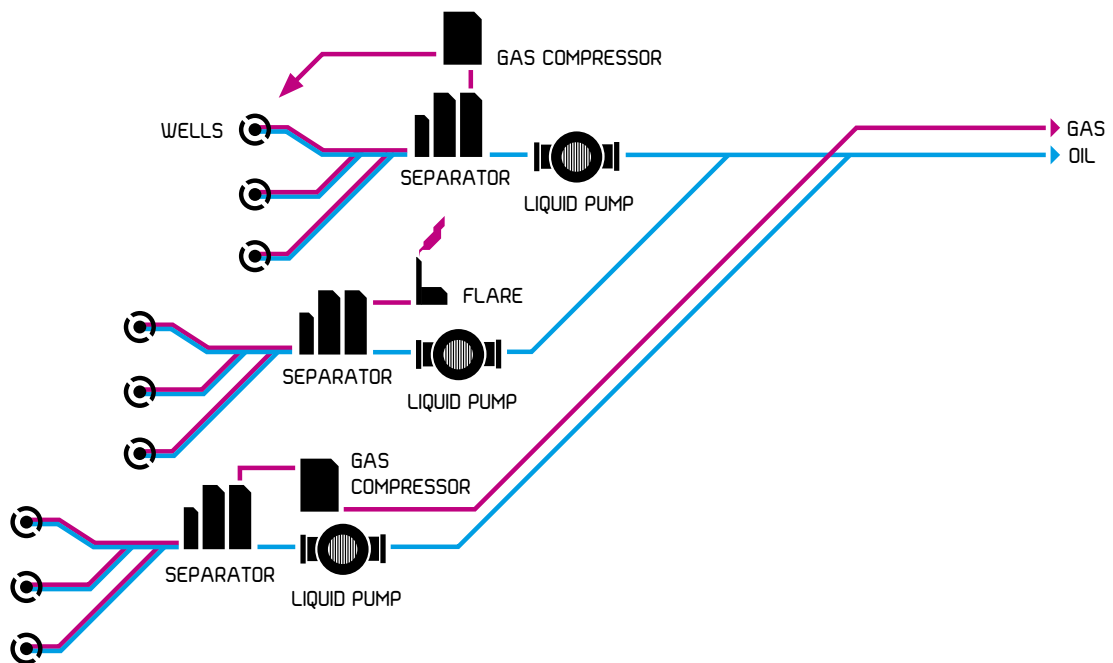 GAS COMPRESSOR
WELLS
GAS
OIL
SEPARATOR
LIQUID PUMP
FLARE
SEPARATOR
LIQUID PUMP
GAS
COMPRESSOR
SEPARATOR
LIQUID PUMP